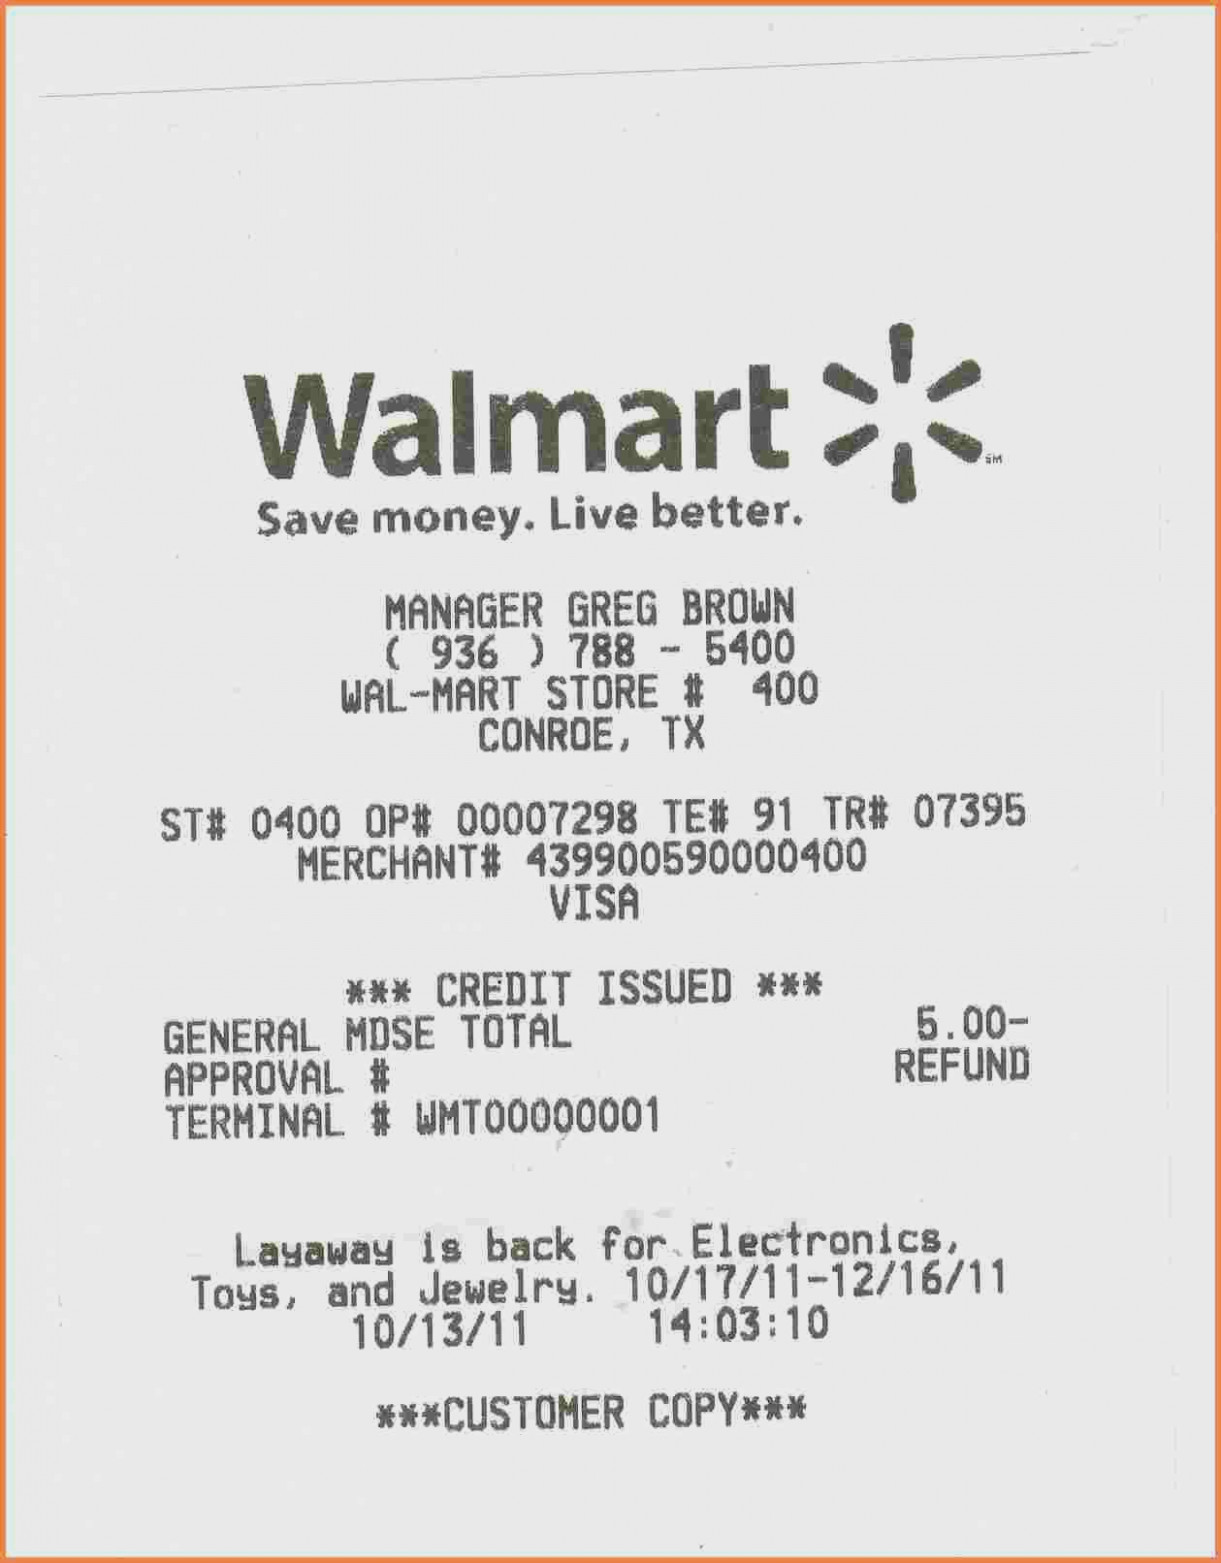 Walmart
SM
Save money. Live better.
MANAGER GREG BROWN
( 936 ) 788 - 5400
WAL-MART STORE # 400
CONROE, TX
ST# 0400 OP# 00007298 TE# 91 TR# 07395
MERCHANT# 439900590000400
VISA
*** CREDIT ISSUED ***
GENERAL MDSE TOTAL 5.00-
APPROVAL # REFUND
TERMINAL # WMT00000001
Layaway is back for Electronics,
Toys, and Jewelry. 10/17/11-12/16/11
10/13/11 14:03:10
***CUSTOMER COPY***